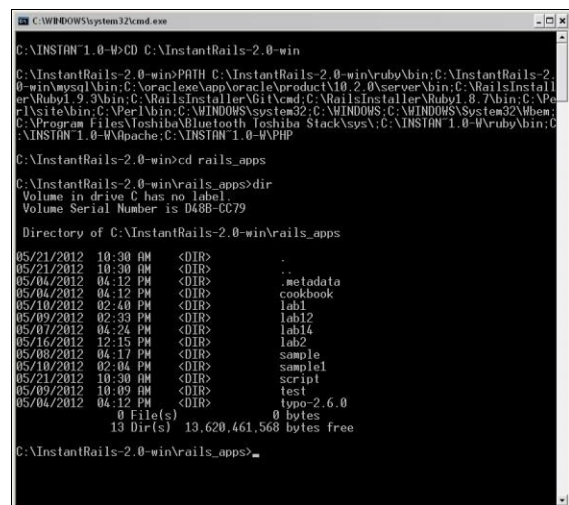 C:\WINDOWS\system32\cmd.exe
C:\INSTAN~1.0-W>CD C:\InstantRails-2.0-win
C:\InstantRails-2.0-win>PATH C:\InstantRails-2.0-win\ruby\bin;C:\InstantRails-2.
0-win\mysql\bin;C:\oraclexe\app\oracle\product\10.2.0\server\bin;C:\RailsInstall
er\Ruby1.9.3\bin;C:\RailsInstaller\Git\cmd;C:\RailsInstaller\Ruby1.8.7\bin;C:\Pe
rl\site\bin;C:\Perl\bin;C:\WINDOWS\system32;C:\WINDOWS;C:\WINDOWS\System32\Wbem;
C:\Program Files\Toshiba\Bluetooth Toshiba Stack\sys\;C:\INSTAN~1.0-W\ruby\bin;C
:\INSTAN~1.0-W\Apache;C:\INSTAN~1.0-W\PHP
C:\InstantRails-2.0-win>cd rails_apps
C:\InstantRails-2.0-win\rails_apps>dir
Volume in drive C has no label.
Volume Serial Number is D48B-CC79
Directory of C:\InstantRails-2.0-win\rails_apps
05/21/2012 10:30 AM <DIR> .
05/21/2012 10:30 AM <DIR> ..
05/04/2012 04:12 PM <DIR> .metadata
05/04/2012 04:12 PM <DIR> cookbook
05/10/2012 02:40 PM <DIR> lab1
05/09/2012 02:33 PM <DIR> lab12
05/07/2012 04:24 PM <DIR> lab14
05/16/2012 12:15 PM <DIR> lab2
05/08/2012 04:17 PM <DIR> sample
05/10/2012 02:04 PM <DIR> sample1
05/21/2012 10:30 AM <DIR> script
05/09/2012 10:09 AM <DIR> test
05/04/2012 04:12 PM <DIR> typo-2.6.0
0 File(s) 0 bytes
13 Dir(s) 13,620,461,568 bytes free
C:\InstantRails-2.0-win\rails_apps>_